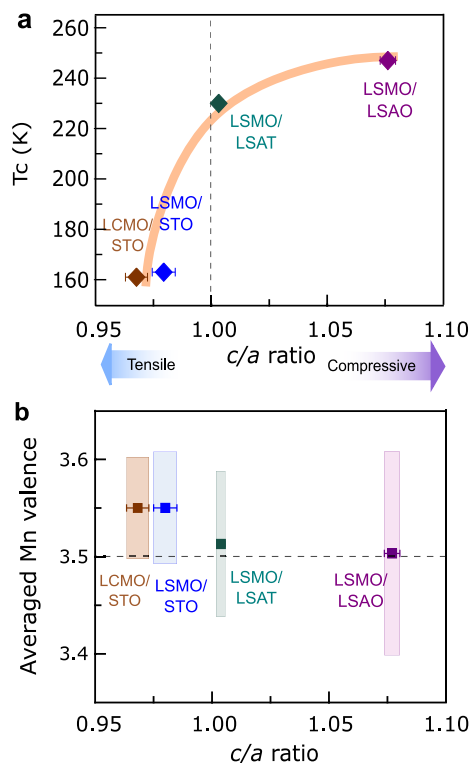 a
260
240
220
200
180
160
Tc (K)
LSMO/
LSAT
LSMO/
LSAO
LSMO/
STO
LCMO/
STO
0.95
1.00
1.05
1.10
Tensile
c/a ratio
Compressive
b
3.6
3.5
3.4
Averaged Mn valence
LCMO/
STO
LSMO/
STO
LSMO/
LSAT
LSMO/
LSAO
0.95
1.00
1.05
1.10
c/a ratio